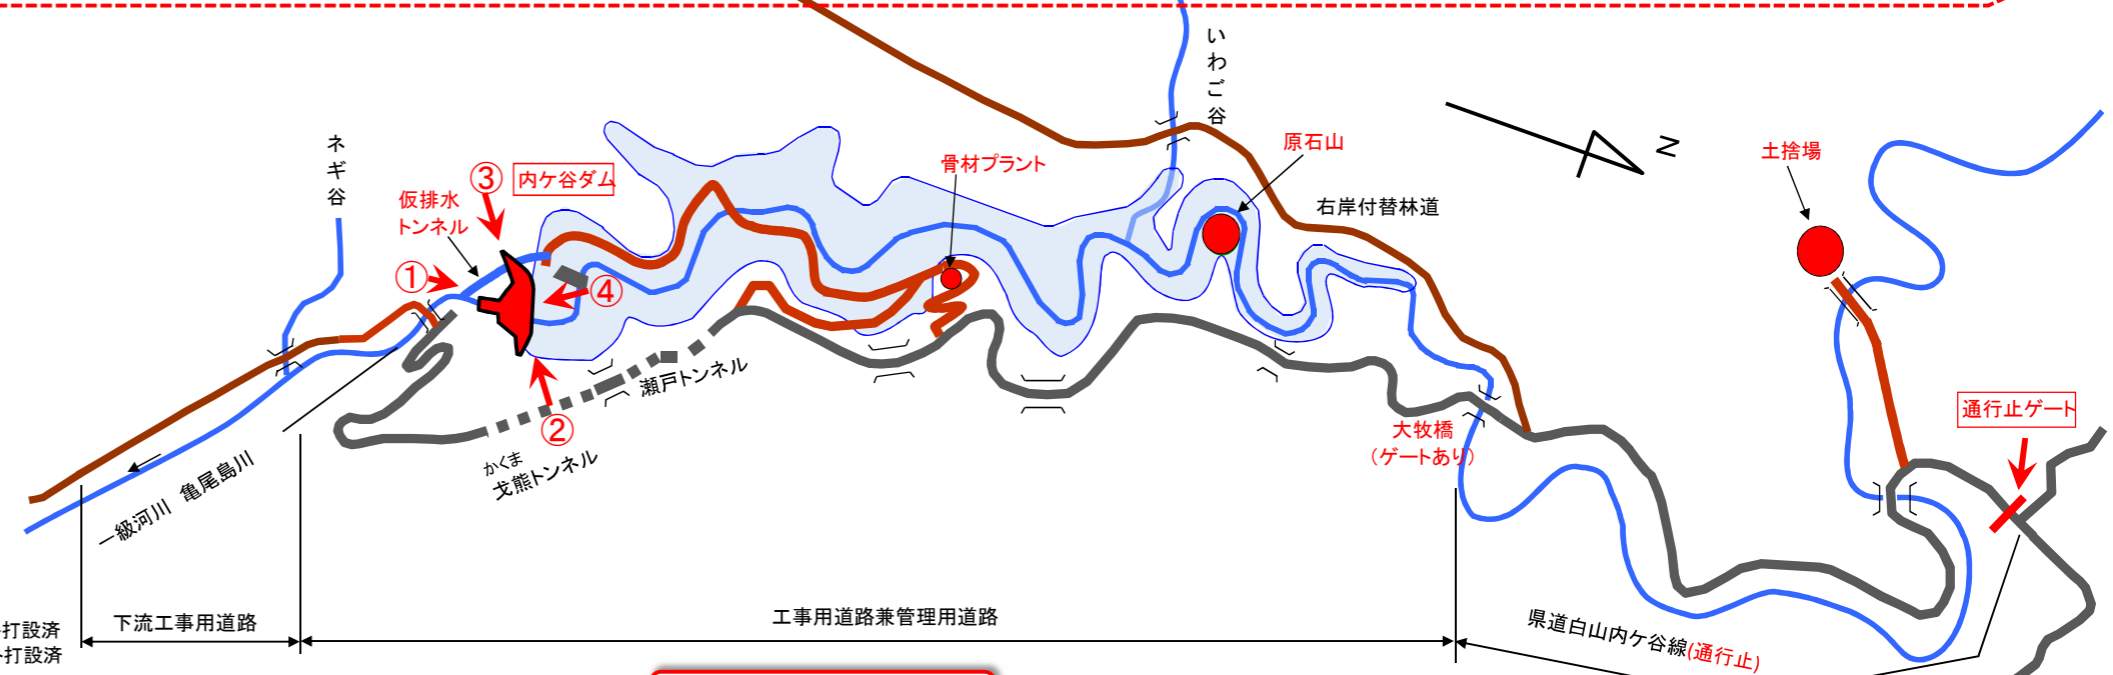 いわご谷
ネギ谷
③
内ケ谷ダム
仮排水
トンネル
①
④
②
骨材プラント
原石山
右岸付替林道
N
土捨場
通行止ゲート
瀬戸トンネル
かくま
戈熊トンネル
大牧橋
(ゲートあり)
一級河川 亀尾島川
下流工事用道路
工事用道路兼管理用道路
県道白山内ケ谷線(通行止)
打設済
打設済